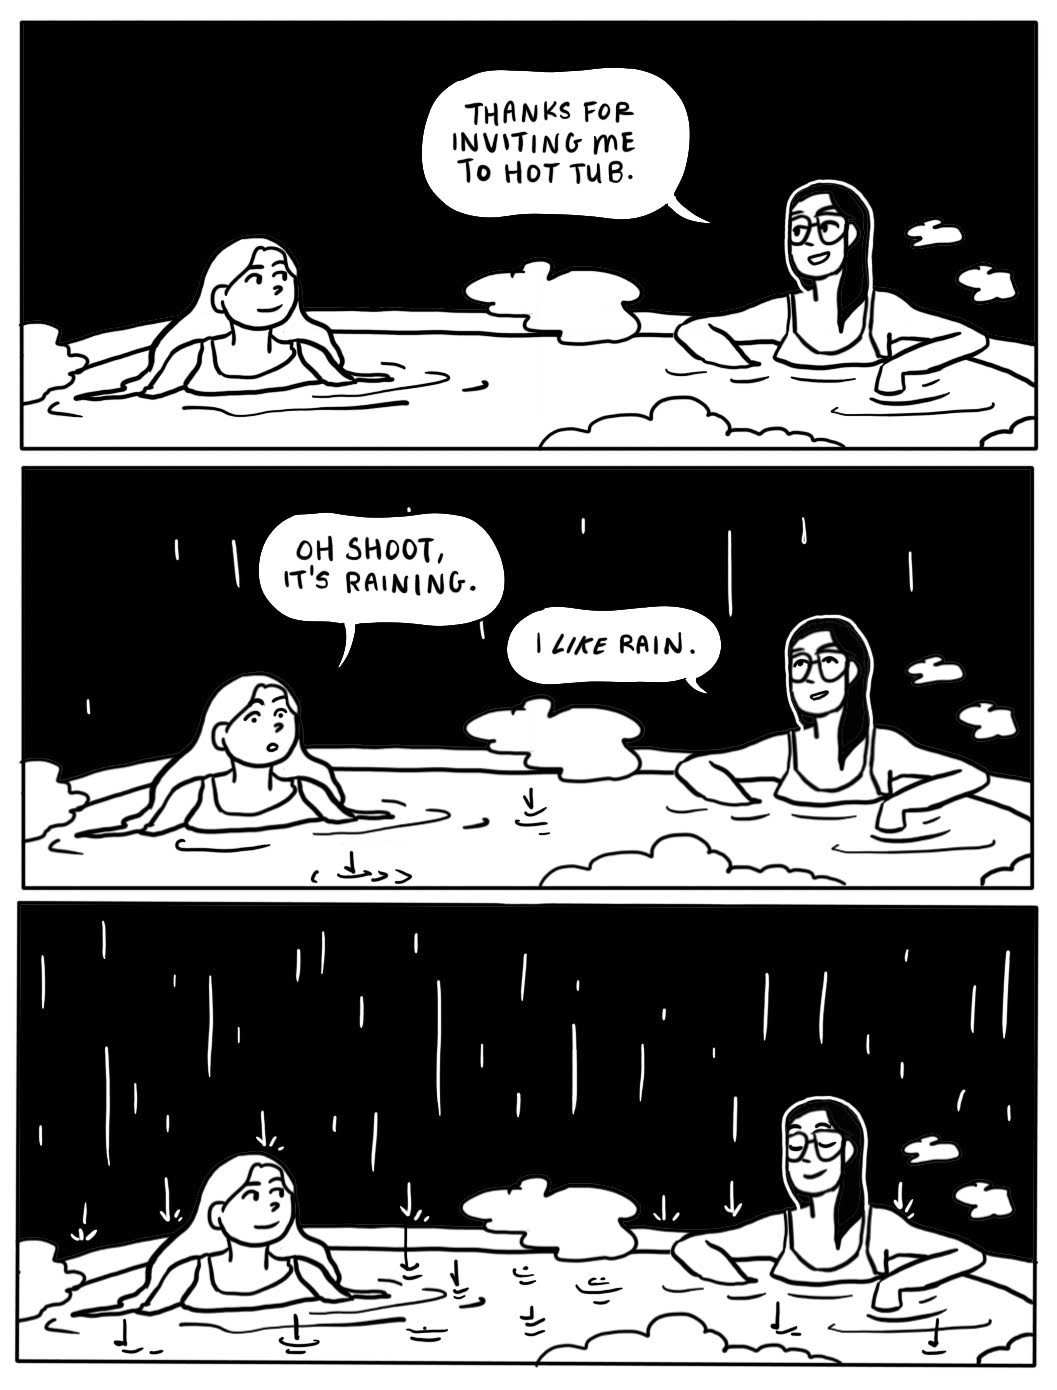 THANKS FOR
INVITING ME
TO HOT TUB.
OH SHOOT,
IT'S RAINING.
I LIKE RAIN.